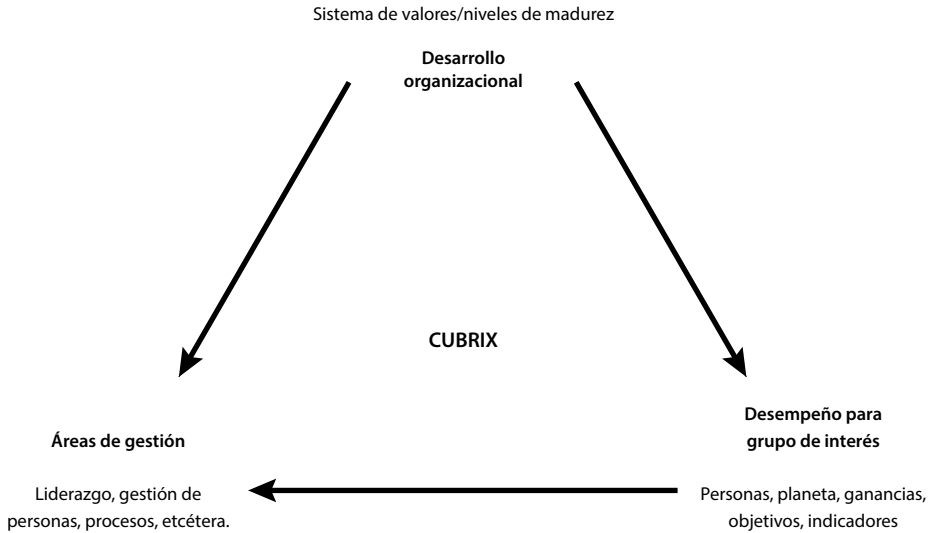 Sistema de valores/niveles de madurez
Desarrollo
organizacional
CUBRIX
Áreas de gestión
Liderazgo, gestión de
personas, procesos, etcétera.
Desempeño para
grupo de interés
Personas, planeta, ganancias,
objetivos, indicadores